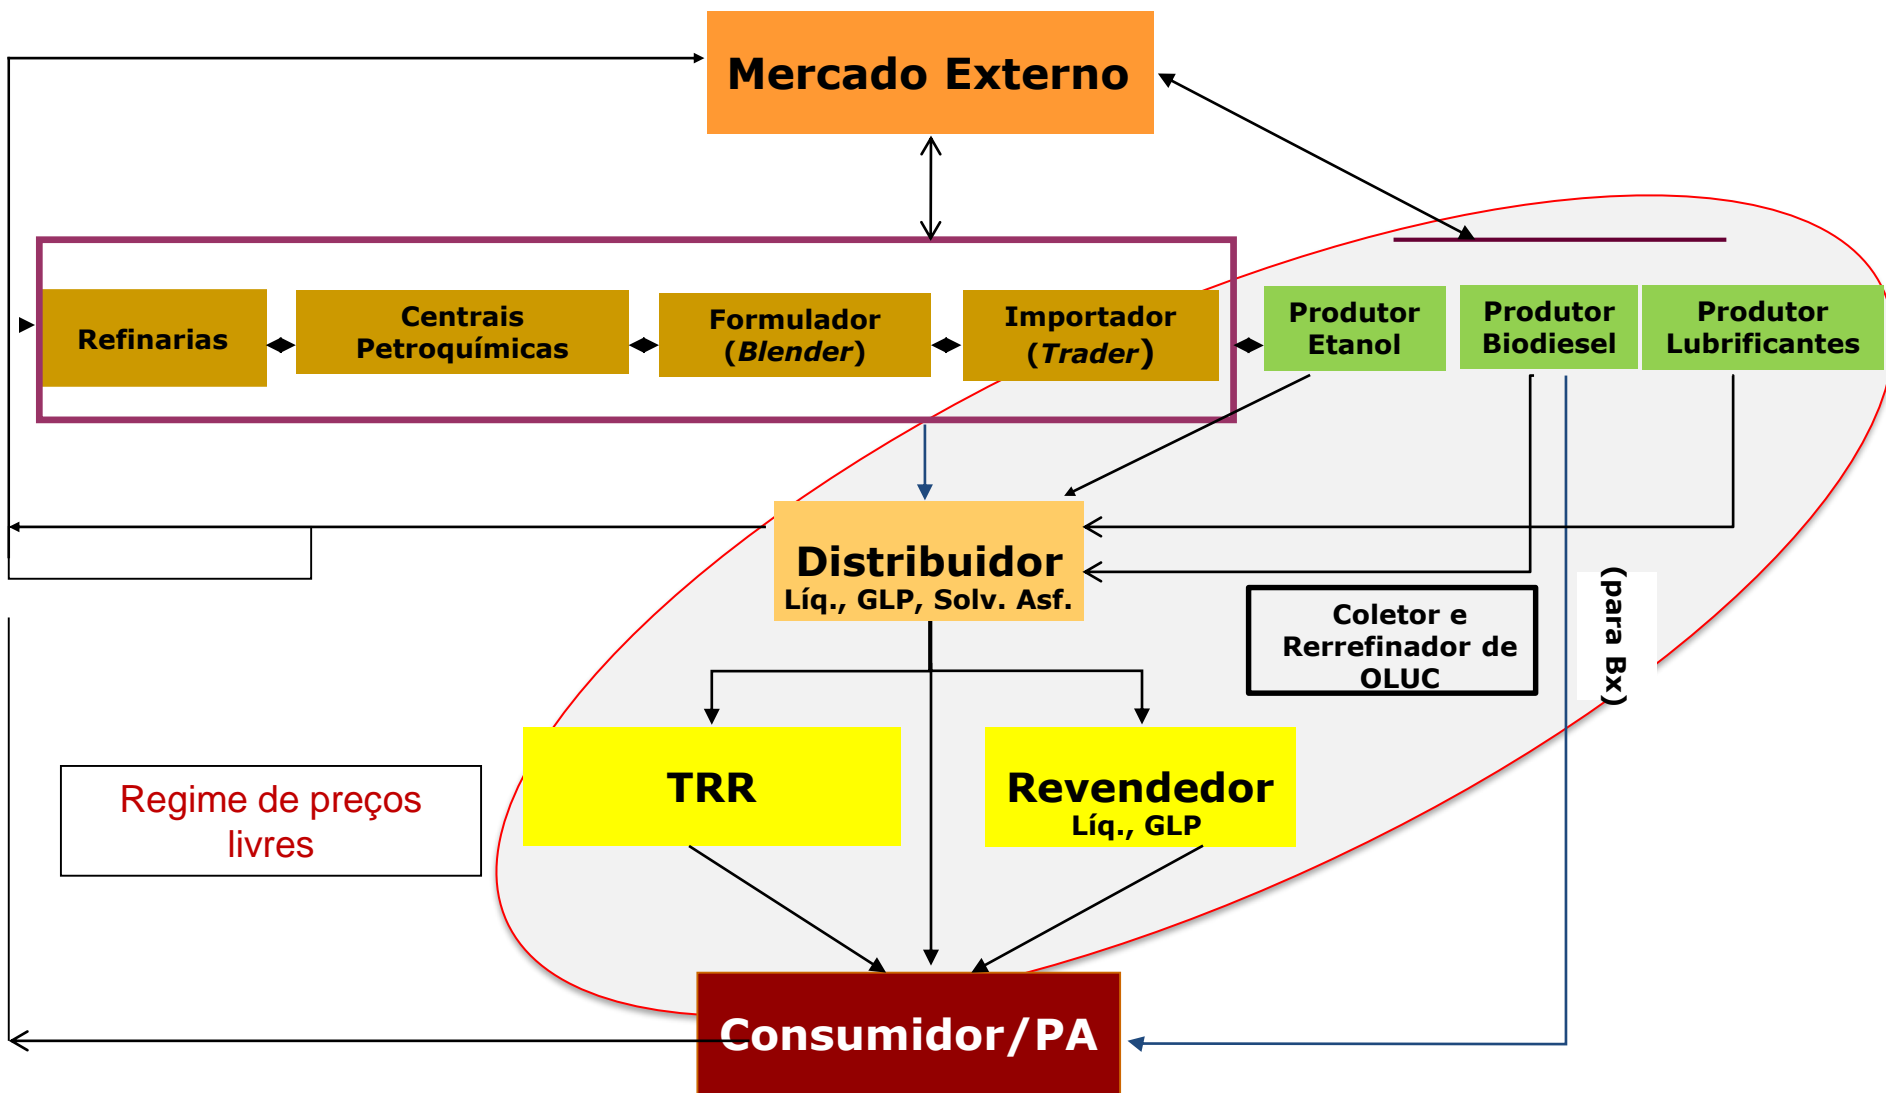 Mercado Externo
Refinarias
Centrais
Petroquímicas
Formulador
(Blender)
Importador
(Trader)
Produtor
Etanol
Produtor
Biodiesel
Produtor
Lubrificantes
Distribuidor
Líq., GLP, Solv. Asf.
Coletor e
Rerrefinador de
OLUC
(para Bx)
TRR
Revendedor
Líq., GLP
Regime de preços
livres
Consumidor/PA